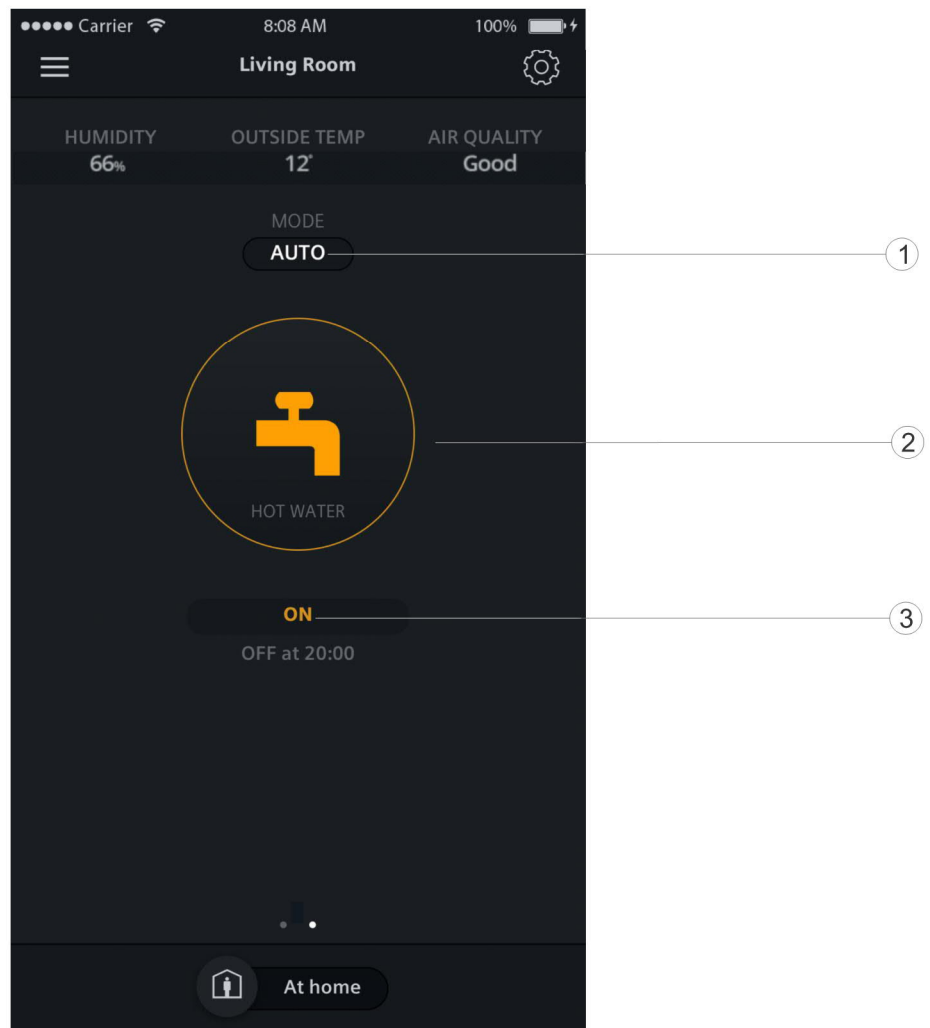 Carrier 8:08 AM 100%
Living Room
HUMIDITY OUTSIDE TEMP AIR QUALITY
66% 12° Good
MODE
AUTO
1
HOT WATER
2
ON
3
OFF at 20:00
At home